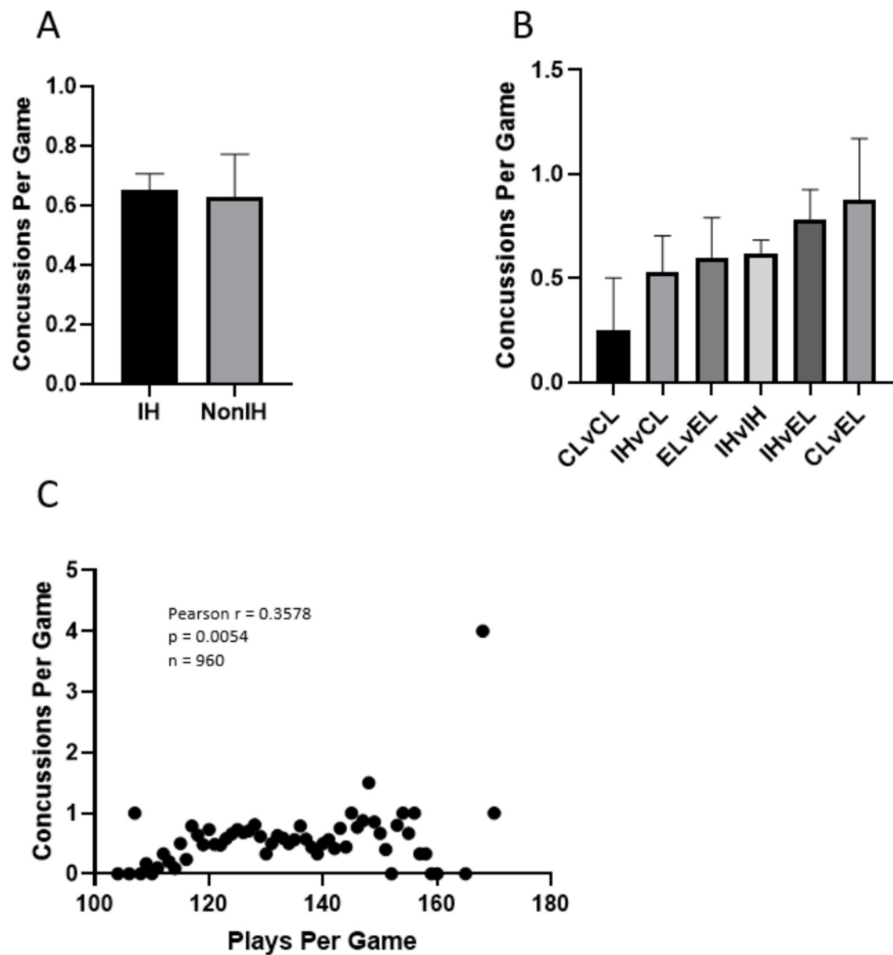 A
Concussions Per Game
1.0
0.8
0.6
0.4
0.2
0.0
IH NonIH
B
Concussions Per Game
1.5
1.0
0.5
0.0
CLvCL IHvCL ELvEL IHvIH IHvEL CLvEL
C
Concussions Per Game
5
4
3
2
1
0
Pearson r = 0.3578
p = 0.0054
n = 960
100 120 140 160 180
Plays Per Game